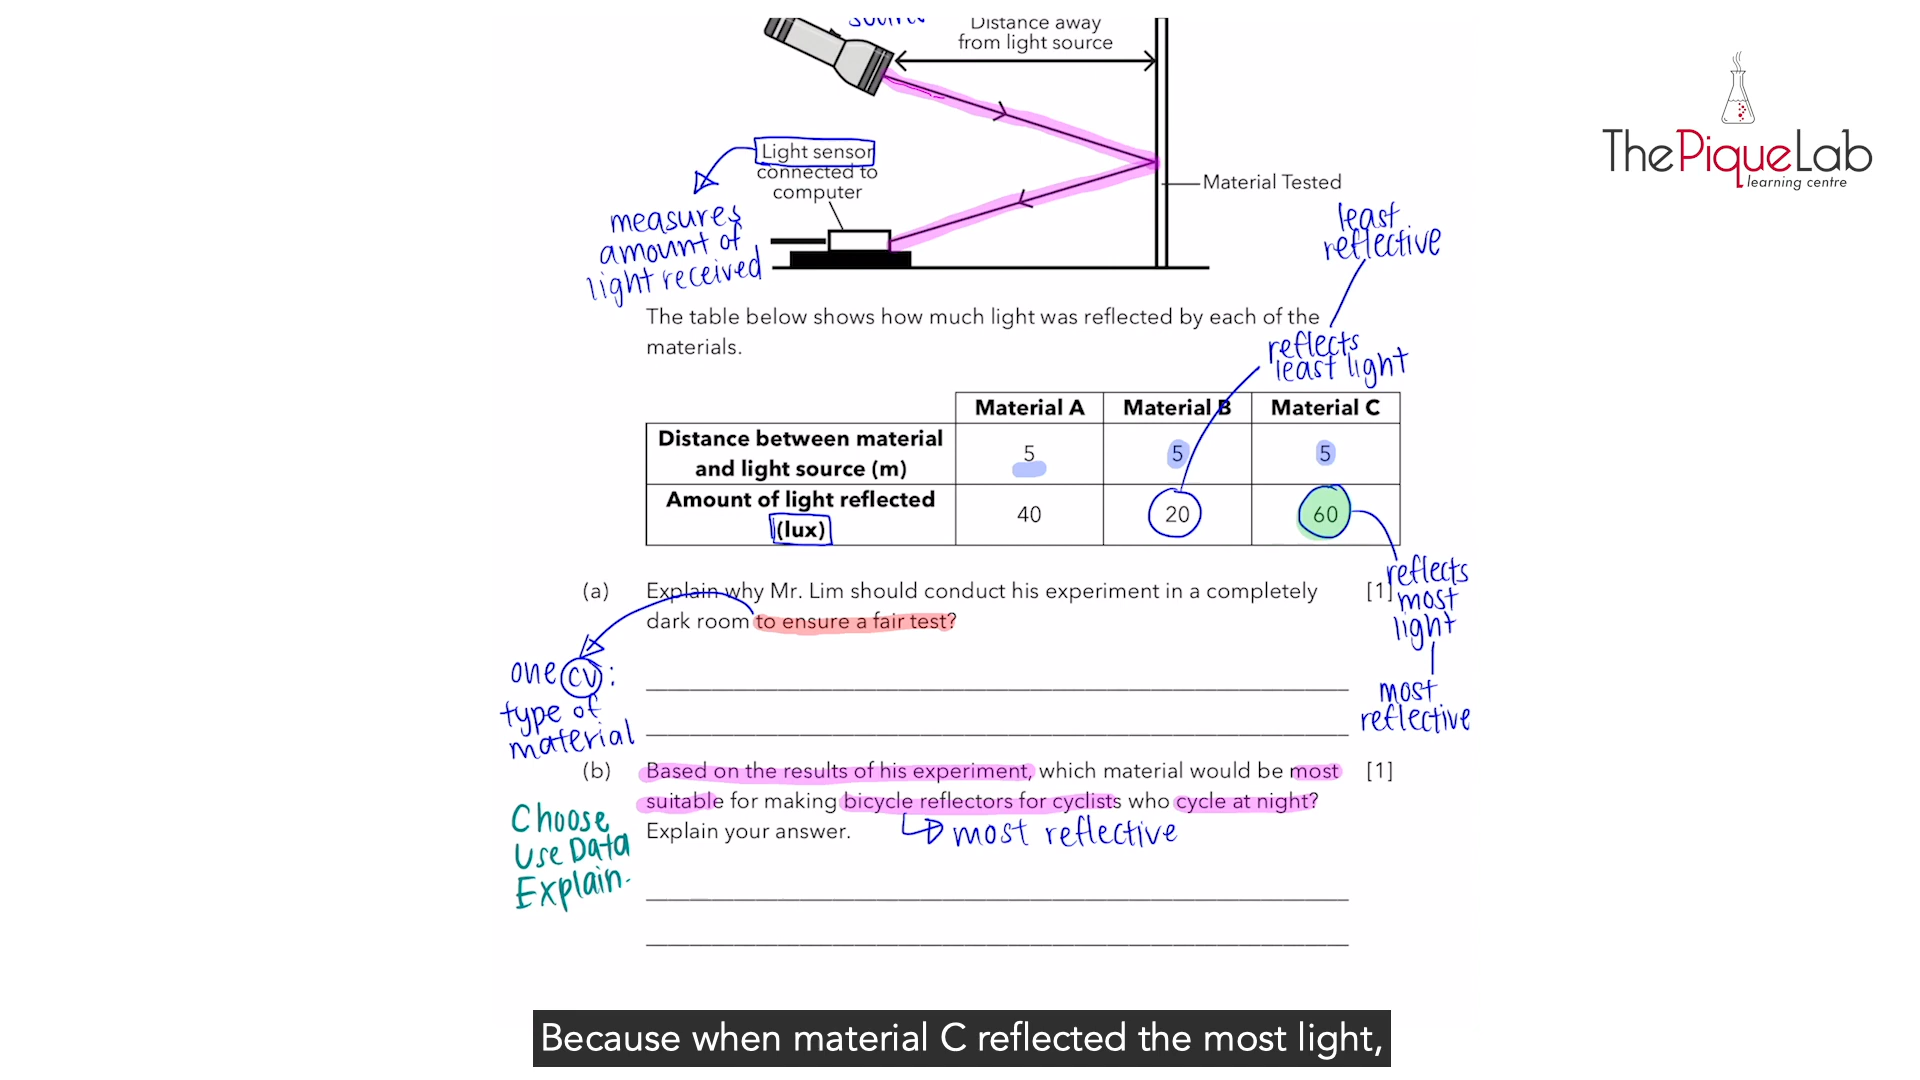 source
Distance away
from light source
ThePiqueLab
learning centre
Light sensor
connected to
computer
Material Tested
measures
amount of
light received
least
reflective
The table below shows how much light was reflected by each of the
materials.
reflects
least light
Material A Material B Material C
Distance between material
and light source (m)
5 5 5
Amount of light reflected
(lux)
40 20 60
reflects
most
light
most
reflective
(a) Explain why Mr. Lim should conduct his experiment in a completely [1]
dark room to ensure a fair test?
one CV:
type of
material
(b) Based on the results of his experiment, which material would be most [1]
suitable for making bicycle reflectors for cyclists who cycle at night?
Explain your answer.
most reflective
Choose
Use Data
Explain.
Because when material C reflected the most light,